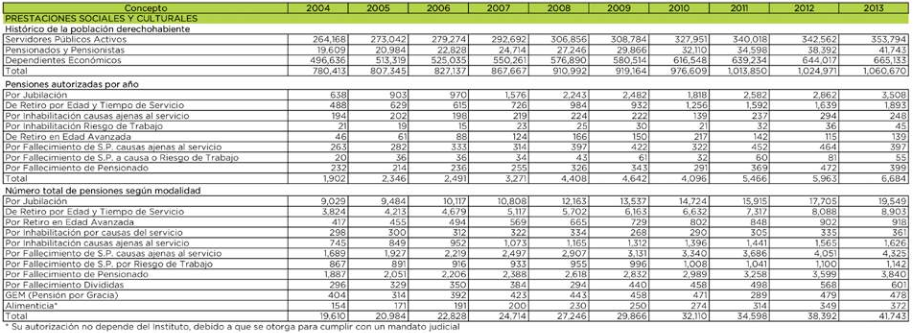 Concepto 2004 2005 2006 2007 2008 2009 2010 2011 2012 2013
PRESTACIONES SOCIALES Y CULTURALES
Histórico de la población derechohabiente
Servidores Públicos Activos 264,168 273,042 279,274 292,692 306,856 308,784 327,951 340,018 342,562 353,794
Pensionados y Pensionistas 19,609 20,984 22,828 24,714 27,246 29,866 32,110 34,598 38,392 41,743
Dependientes Económicos 496,636 513,319 525,035 550,261 576,890 580,514 616,548 639,234 644,017 665,133
Total 780,413 807,345 827,137 867,667 910,992 919,164 976,609 1,013,850 1,024,971 1,060,670
Pensiones autorizadas por año
Por Jubilación 638 903 970 1,576 2,243 2,482 1,818 2,582 2,862 3,508
De Retiro por Edad y Tiempo de Servicio 488 629 615 726 984 932 1,256 1,592 1,639 1,893
Por Inhabilitación causas ajenas al servicio 194 202 198 219 224 222 139 237 294 248
Por Inhabilitación Riesgo de Trabajo 21 19 15 23 25 30 21 32 36 45
De Retiro en Edad Avanzada 46 61 88 124 166 150 217 142 115 139
Por Fallecimiento de S.P. causas ajenas al servicio 263 282 333 314 397 422 322 452 464 397
Por Fallecimiento de S.P. a causa o Riesgo de Trabajo 20 36 36 34 43 61 32 60 81 55
Por Fallecimiento de Pensionado 232 214 236 255 326 343 291 369 472 399
Total 1,902 2,346 2,491 3,271 4,408 4,642 4,096 5,466 5,963 6,684
Número total de pensiones según modalidad
Por Jubilación 9,029 9,484 10,117 10,808 12,163 13,537 14,724 15,915 17,705 19,549
De Retiro por Edad y Tiempo de Servicio 3,824 4,213 4,679 5,117 5,702 6,163 6,632 7,317 8,088 8,903
Por Retiro en Edad Avanzada 417 455 494 569 665 729 802 848 902 918
Por Inhabilitación por causas del servicio 298 300 312 322 334 268 290 305 335 361
Por Inhabilitación causas ajenas al servicio 745 849 952 1,073 1,165 1,312 1,396 1,441 1,565 1,626
Por Fallecimiento de S.P. causas ajenas al servicio 1,689 1,927 2,219 2,497 2,907 3,131 3,340 3,686 4,051 4,325
Por Fallecimiento de S.P. por Riesgo de Trabajo 867 891 916 933 955 996 1,008 1,041 1,100 1,142
Por Fallecimiento de Pensionado 1,887 2,051 2,206 2,388 2,618 2,832 2,989 3,258 3,599 3,840
Por Fallecimiento Divididas 296 329 350 384 294 440 458 498 568 601
GEM (Pensión por Gracia) 404 314 392 423 443 458 471 289 479 478
Alimenticia* 154 171 191 200 230 250 274 314 349 372
Total 19,610 20,984 22,828 24,714 27,246 29,866 32,110 34,598 38,392 41,743
* Su autorización no depende del Instituto, debido a que se otorga para cumplir con un mandato judicial